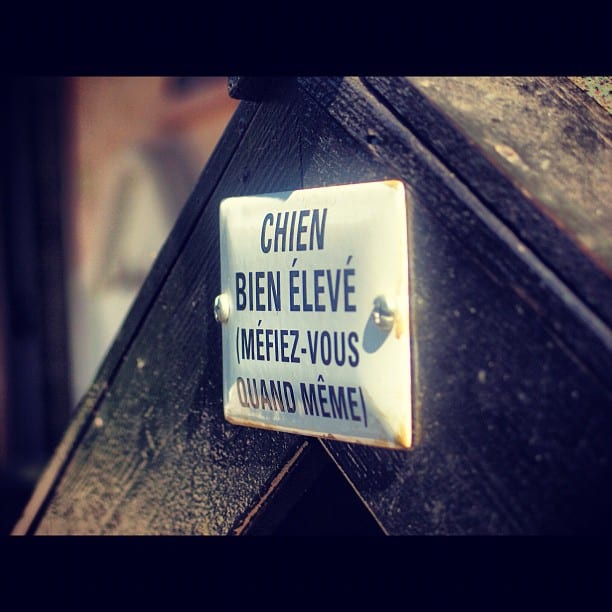 CHIEN
BIEN ÉLEVÉ
(MÉFIEZ-VOUS
QUAND MÊME)